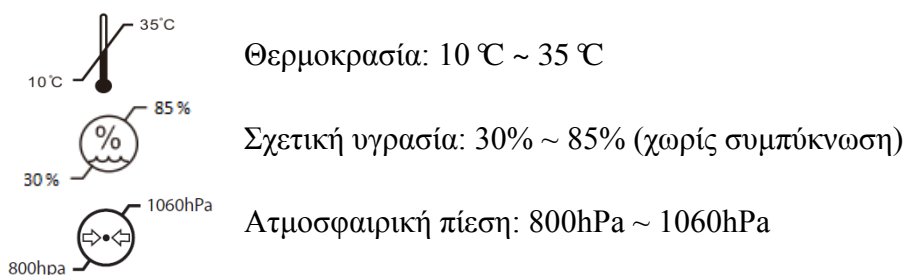 35℃
10℃
Θερμοκρασία: 10 ℃ ~ 35 ℃
85%
%
30%
Σχετική υγρασία: 30% ~ 85% (χωρίς συμπύκνωση)
1060hPa
800hpa
Ατμοσφαιρική πίεση: 800hPa ~ 1060hPa